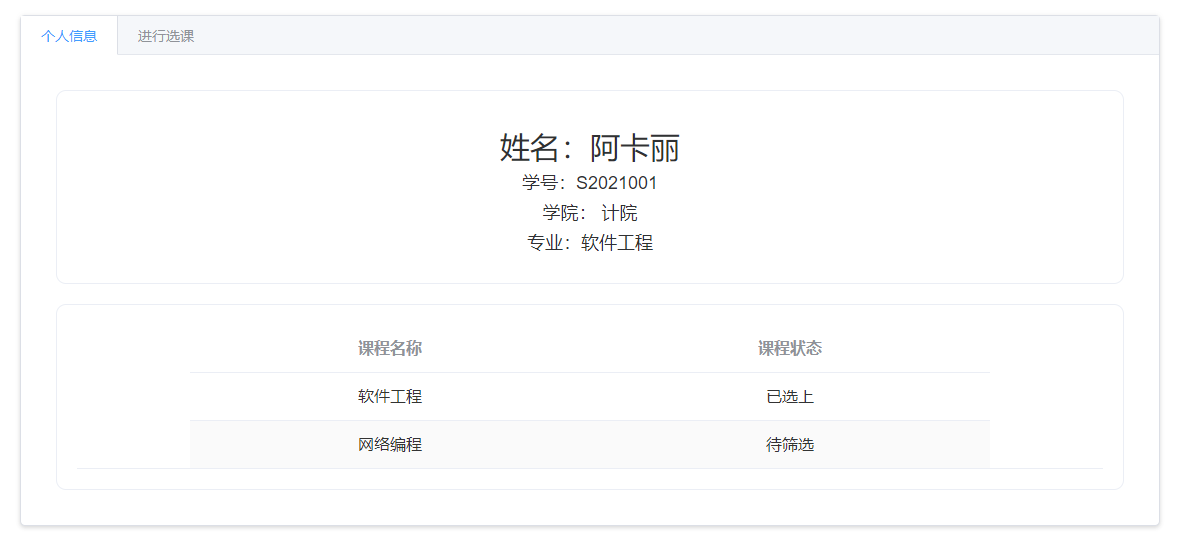 个人信息 进行选课
姓名：阿卡丽
学号：S2021001
学院： 计院
专业：软件工程
课程名称 课程状态
软件工程 已选上
网络编程 待筛选